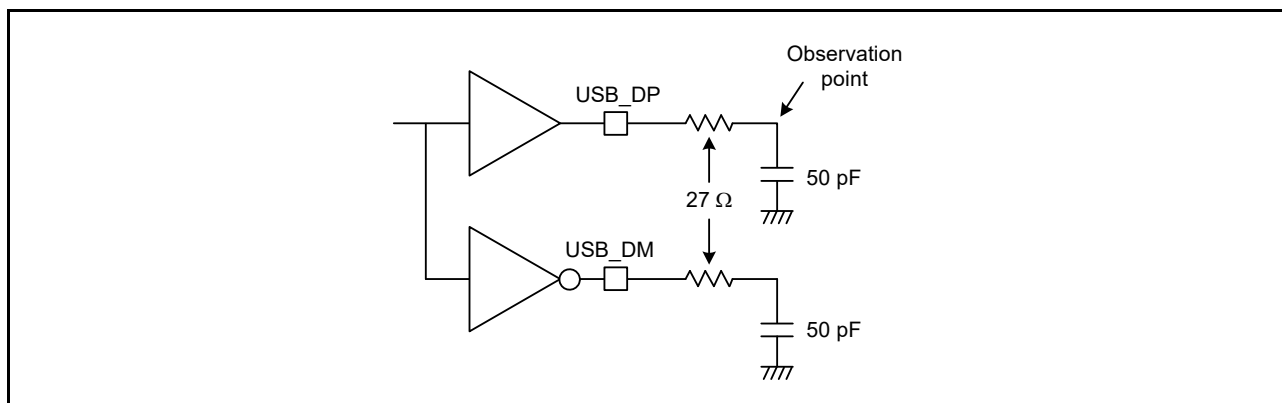 Observation
point
USB_DP
50 pF
27 Ω
USB_DM
50 pF